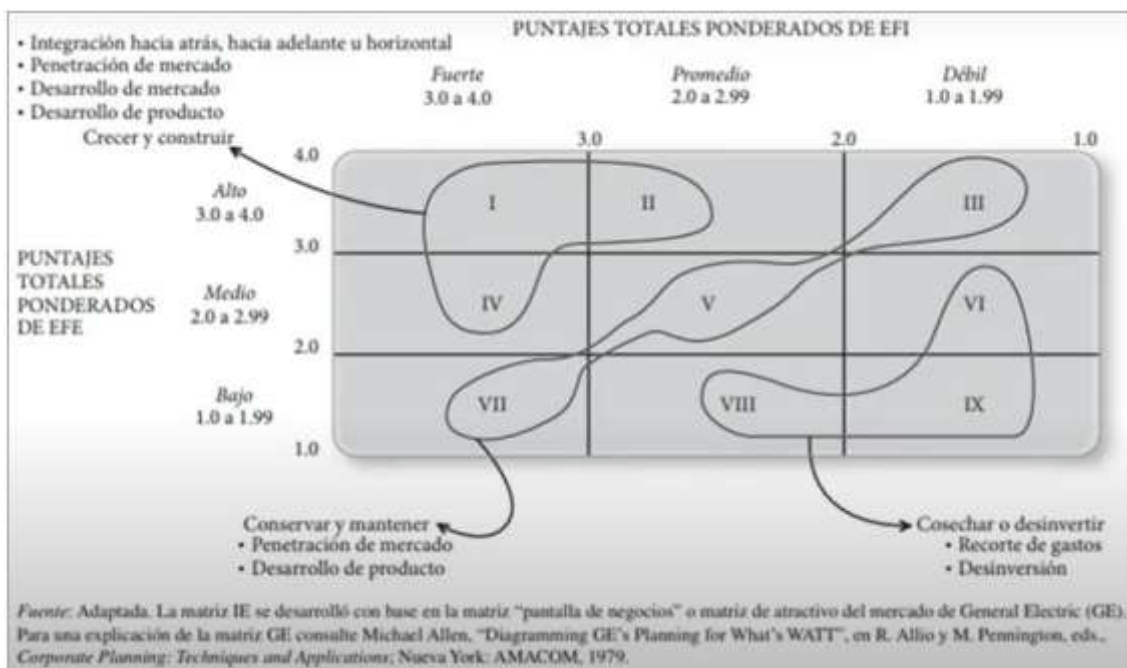 PUNTAJES TOTALES PONDERADOS DE EFI
• Integración hacia atrás, hacia adelante u horizontal
• Penetración de mercado
• Desarrollo de mercado
• Desarrollo de producto
Crecer y construir
Fuerte
3.0 a 4.0
Promedio
2.0 a 2.99
Débil
1.0 a 1.99
4.0
3.0
2.0
1.0
Alto
3.0 a 4.0
I
II
III
3.0
PUNTAJES
TOTALES
PONDERADOS
DE EFE
Medio
2.0 a 2.99
IV
V
VI
2.0
Bajo
1.0 a 1.99
VII
VIII
IX
1.0
Conservar y mantener
• Penetración de mercado
• Desarrollo de producto
Cosechar o desinvertir
• Recorte de gastos
• Desinversión
Fuente: Adaptada. La matriz IE se desarrolló con base en la matriz "pantalla de negocios" o matriz de atractivo del mercado de General Electric (GE).
Para una explicación de la matriz GE consulte Michael Allen, "Diagramming GE's Planning for What's WATT", en R. Allio y M. Pennington, eds.,
Corporate Planning: Techniques and Applications; Nueva York: AMACOM, 1979.